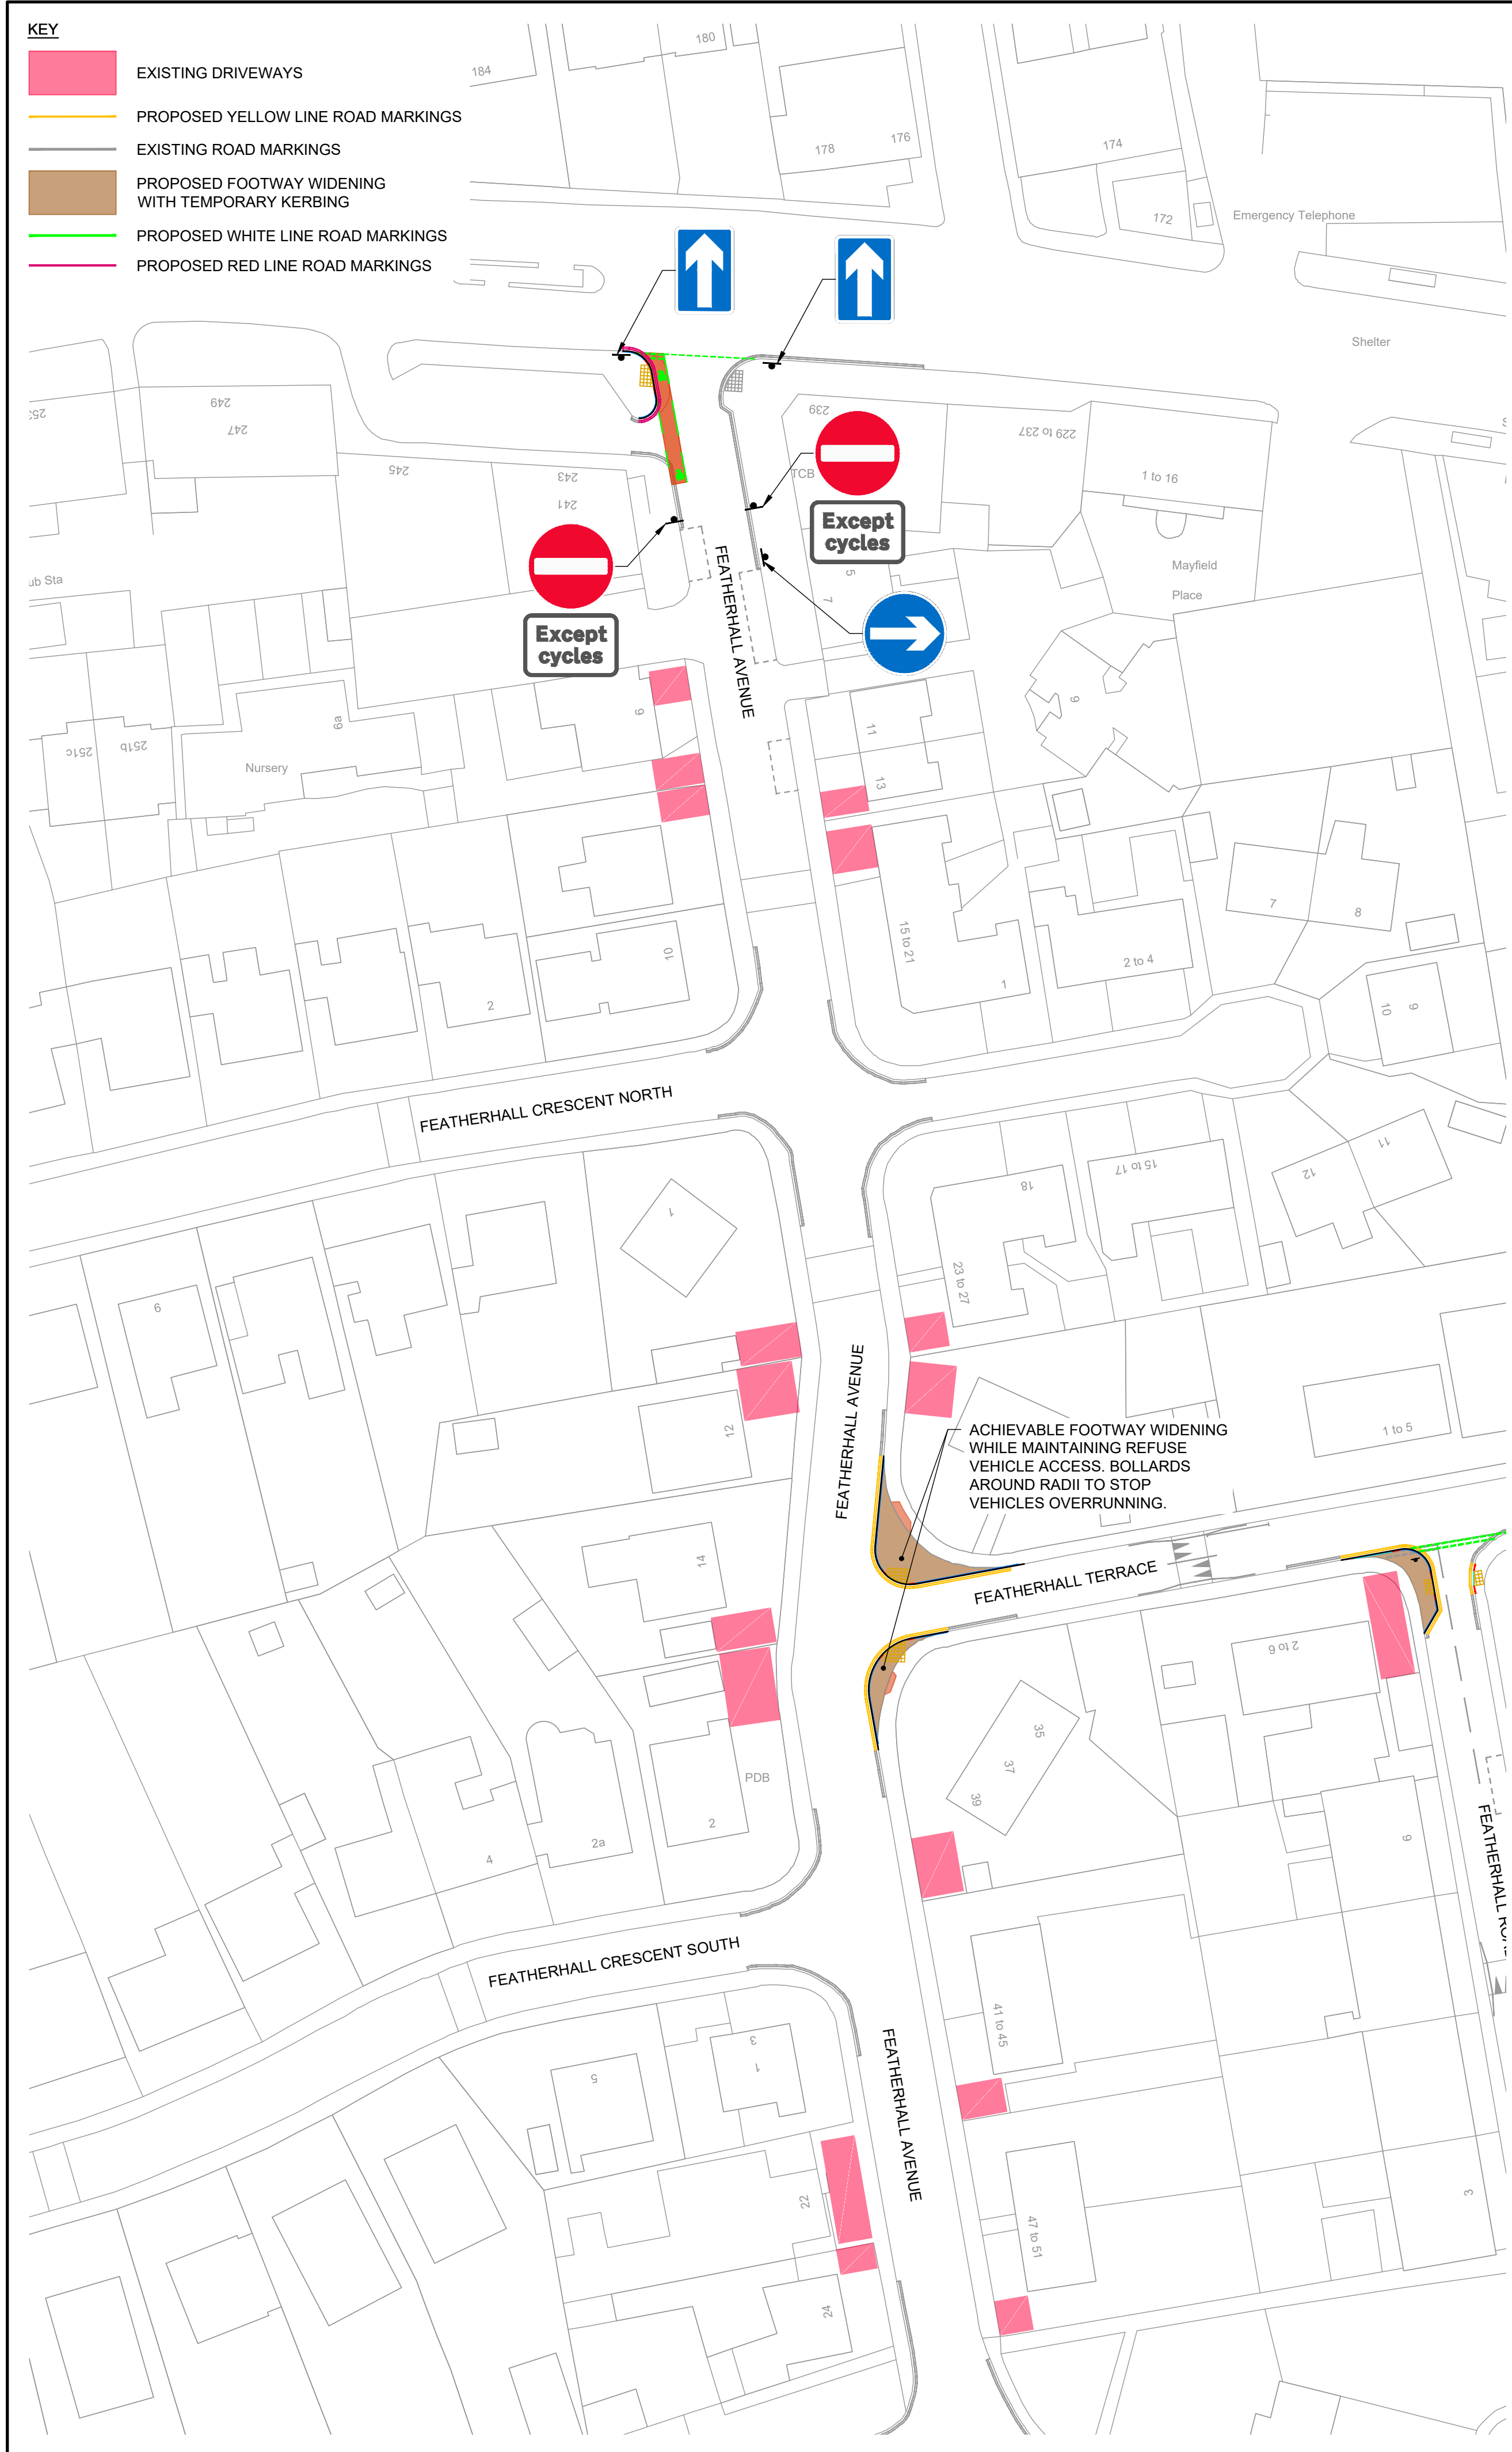 KEY
EXISTING DRIVEWAYS
PROPOSED YELLOW LINE ROAD MARKINGS
EXISTING ROAD MARKINGS
PROPOSED FOOTWAY WIDENING
WITH TEMPORARY KERBING
PROPOSED WHITE LINE ROAD MARKINGS
PROPOSED RED LINE ROAD MARKINGS
184
180
178
176
174
172
Emergency Telephone
Shelter
249
247
245
243
241
239
TCB
229 to 237
1 to 16
Except
cycles
Except
cycles
Mayfield
Place
ub Sta
5
7
FEATHERHALL AVENUE
251c
251b
6a
Nursery
9
11
13
6
15 to 21
1
2 to 4
7
8
10
9
10
2
FEATHERHALL CRESCENT NORTH
1
18
15 to 17
12
11
23 to 27
6
12
FEATHERHALL AVENUE
ACHIEVABLE FOOTWAY WIDENING
WHILE MAINTAINING REFUSE
VEHICLE ACCESS. BOLLARDS
AROUND RADII TO STOP
VEHICLES OVERRUNNING.
1 to 5
14
FEATHERHALL TERRACE
2 to 6
35
37
39
PDB
2
2a
4
9
FEATHERHALL ROA
FEATHERHALL CRESCENT SOUTH
41 to 45
3
1
5
FEATHERHALL AVENUE
22
47 to 51
3
24